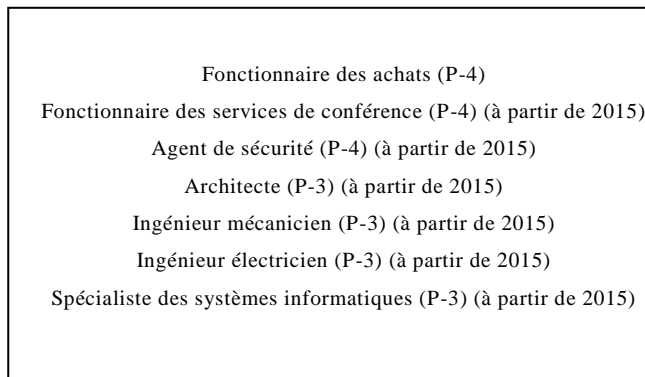 Fonctionnaire des achats (P-4)
Fonctionnaire des services de conférence (P-4) (à partir de 2015)
Agent de sécurité (P-4) (à partir de 2015)
Architecte (P-3) (à partir de 2015)
Ingénieur mécanicien (P-3) (à partir de 2015)
Ingénieur électricien (P-3) (à partir de 2015)
Spécialiste des systèmes informatiques (P-3) (à partir de 2015)